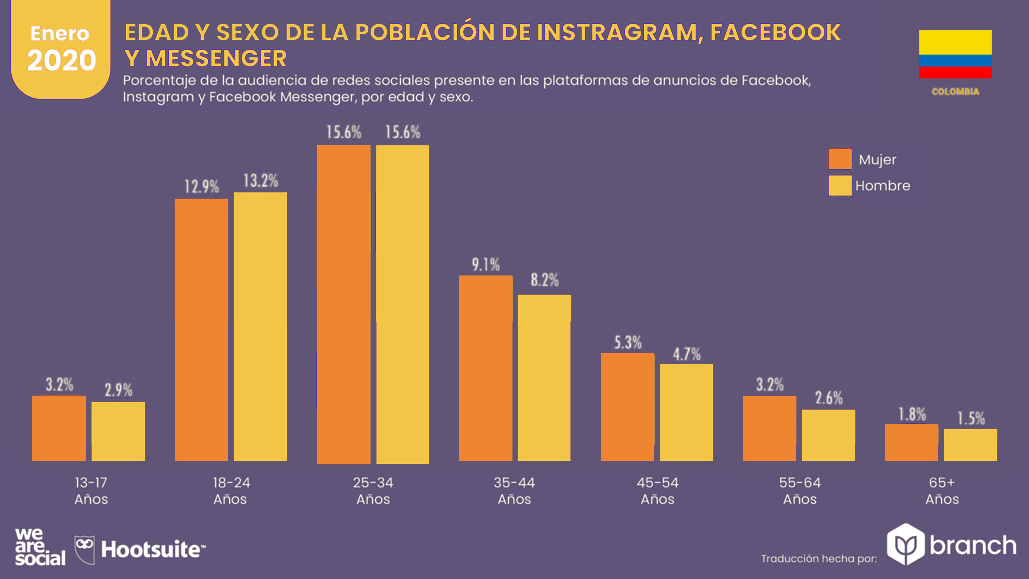 Enero
2020
EDAD Y SEXO DE LA POBLACIÓN DE INSTRAGRAM, FACEBOOK
Y MESSENGER
Porcentaje de la audiencia de redes sociales presente en las plataformas de anuncios de Facebook,
Instagram y Facebook Messenger, por edad y sexo.
COLOMBIA
Mujer
Hombre
3.2% 2.9%
12.9% 13.2%
15.6% 15.6%
9.1% 8.2%
5.3% 4.7%
3.2% 2.6%
1.8% 1.5%
13-17
Años
18-24
Años
25-34
Años
35-44
Años
45-54
Años
55-64
Años
65+
Años
we
are
social
Hootsuite™
Traducción hecha por:
branch